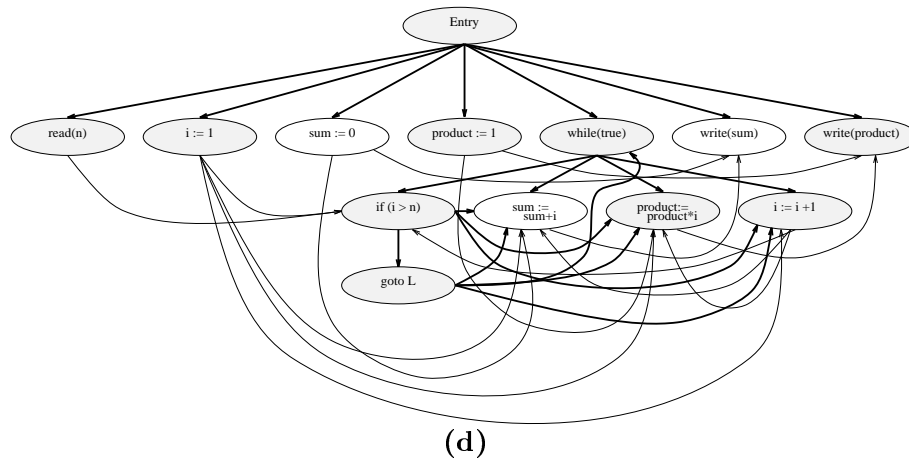 Entry
read(n)
i := 1
sum := 0
product := 1
while(true)
write(sum)
write(product)
if (i > n)
sum :=
sum+i
product:=
product*i
i := i +1
goto L
(d)